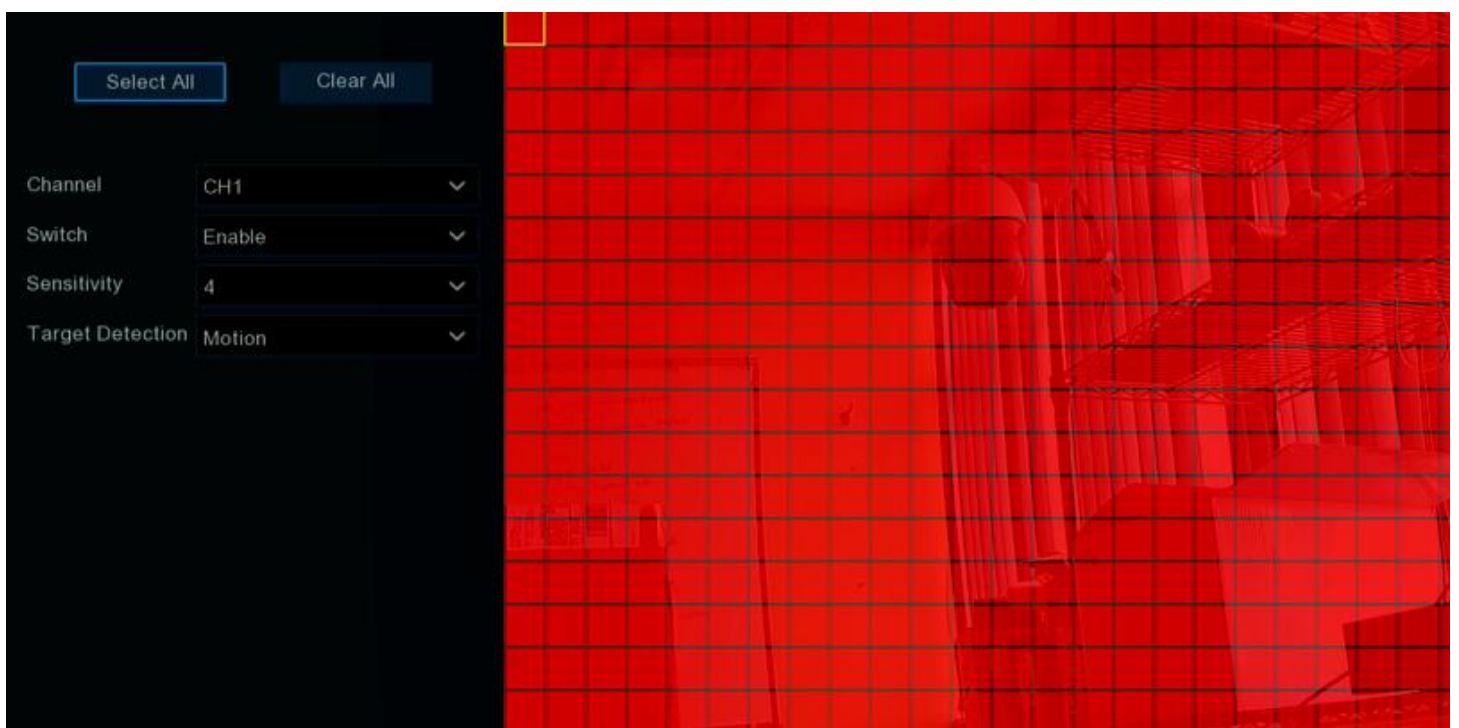 Select All Clear All
Channel CH1
Switch Enable
Sensitivity 4
Target Detection Motion